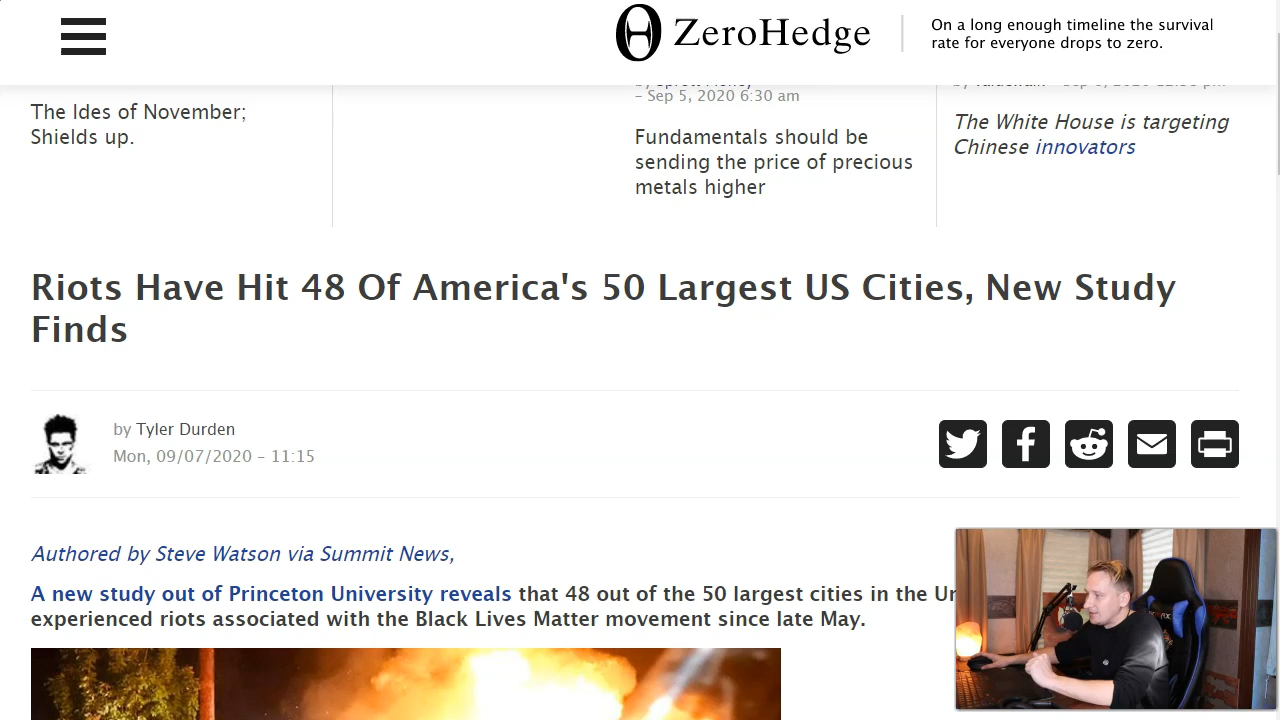 ZeroHedge
On a long enough timeline the survival
rate for everyone drops to zero.
The Ides of November;
Shields up.
– Sep 5, 2020 6:30 am
Fundamentals should be
sending the price of precious
metals higher
The White House is targeting
Chinese innovators
Riots Have Hit 48 Of America's 50 Largest US Cities, New Study
Finds
by Tyler Durden
Mon, 09/07/2020 - 11:15
Authored by Steve Watson via Summit News,
A new study out of Princeton University reveals that 48 out of the 50 largest cities in the
experienced riots associated with the Black Lives Matter movement since late May.